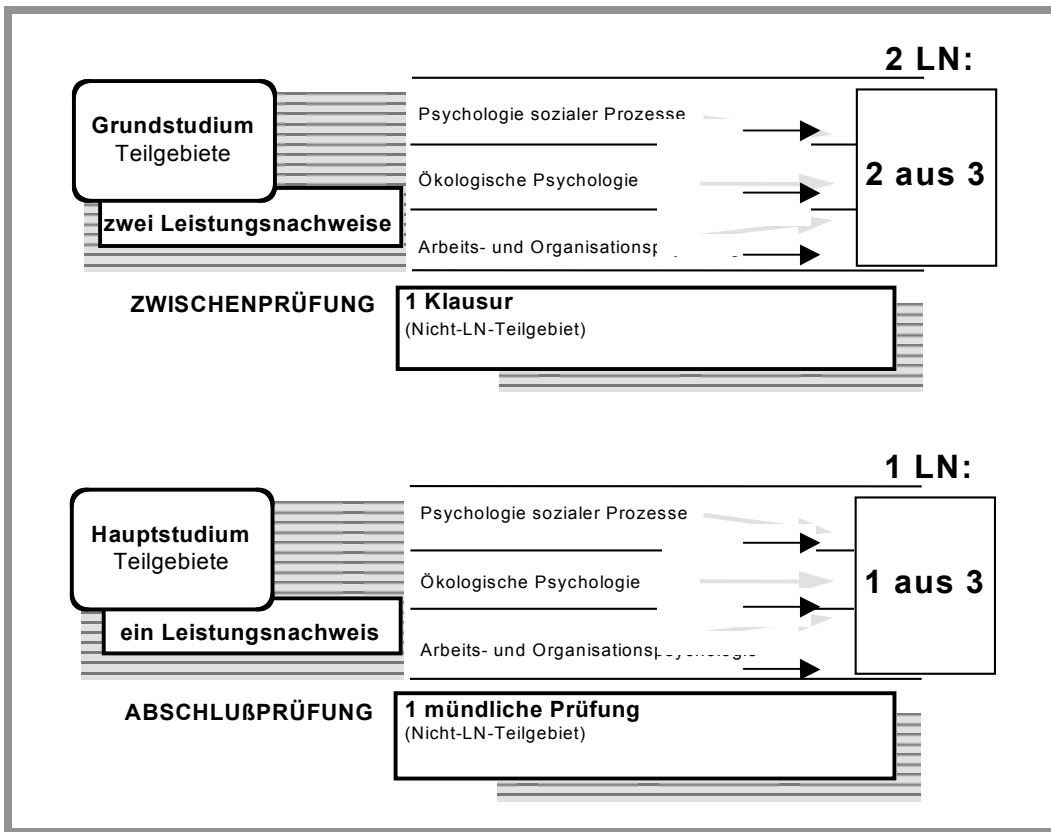 2 LN:
Grundstudium
Teilgebiete
zwei Leistungsnachweise
Psychologie sozialer Prozesse
Ökologische Psychologie
Arbeits- und
2 aus 3
ZWISCHENPRÜFUNG
1 Klausur
(Nicht-LN-Teilgebiet)
1 LN:
Hauptstudium
Teilgebiete
ein Leistungsnachweis
Psychologie sozialer Prozesse
Ökologische Psychologie
Arbeits- und Organisationspsychologie
1 aus 3
ABSCHLUßPRÜFUNG
1 mündliche Prüfung
(Nicht-LN-Teilgebiet)